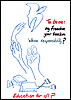 To learn:
my freedom
your freedom
Whose responsibility?
Education for all?